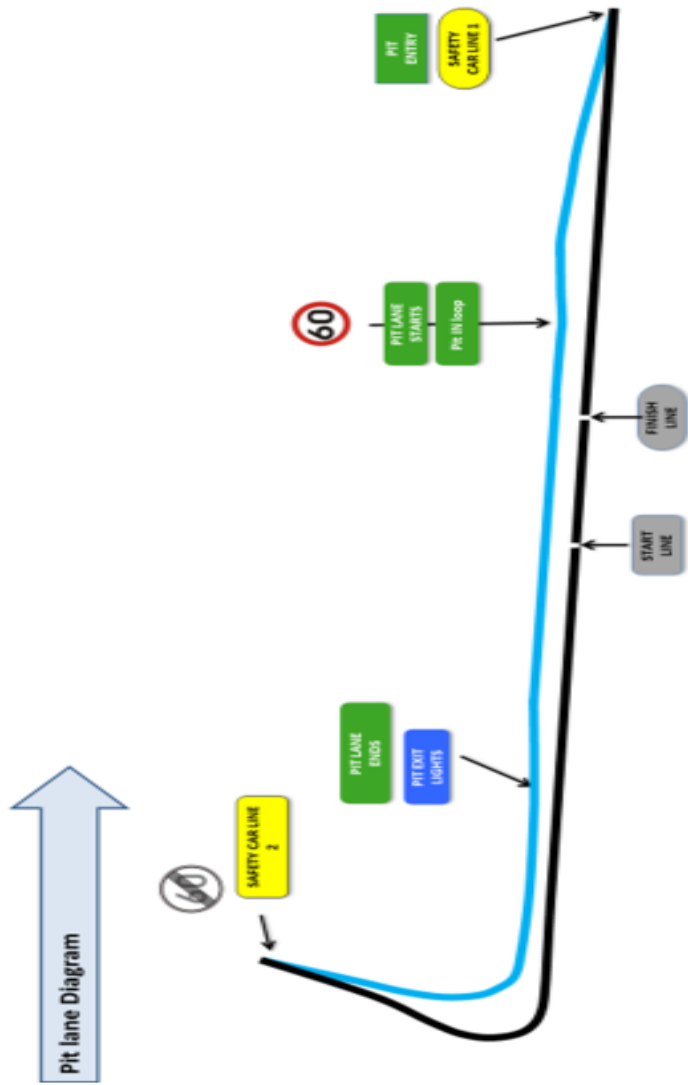 Pit lane Diagram
SAFETY CAR LINE
2
60
PIT LANE
ENDS
PIT EXIT
LIGHTS
START
LINE
FINISH
LINE
60
PIT LANE
STARTS
Pit IN loop
PIT
ENTRY
SAFETY
CAR LINE 1